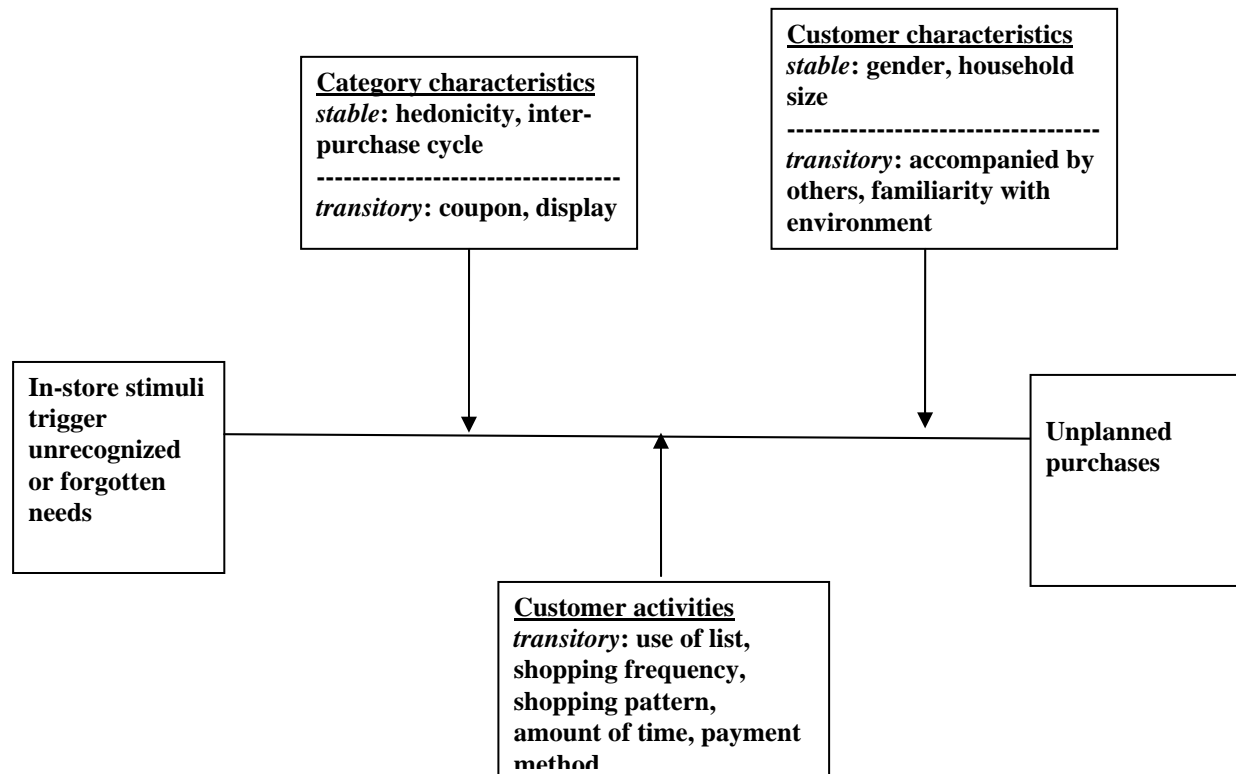 Category characteristics
stable: hedonicity, inter-
purchase cycle
----------------------------------
transitory: coupon, display
Customer characteristics
stable: gender, household
size
-----------------------------------
transitory: accompanied by
others, familiarity with
environment
In-store stimuli
trigger
unrecognized
or forgotten
needs
Unplanned
purchases
Customer activities
transitory: use of list,
shopping frequency,
shopping pattern,
amount of time, payment
method